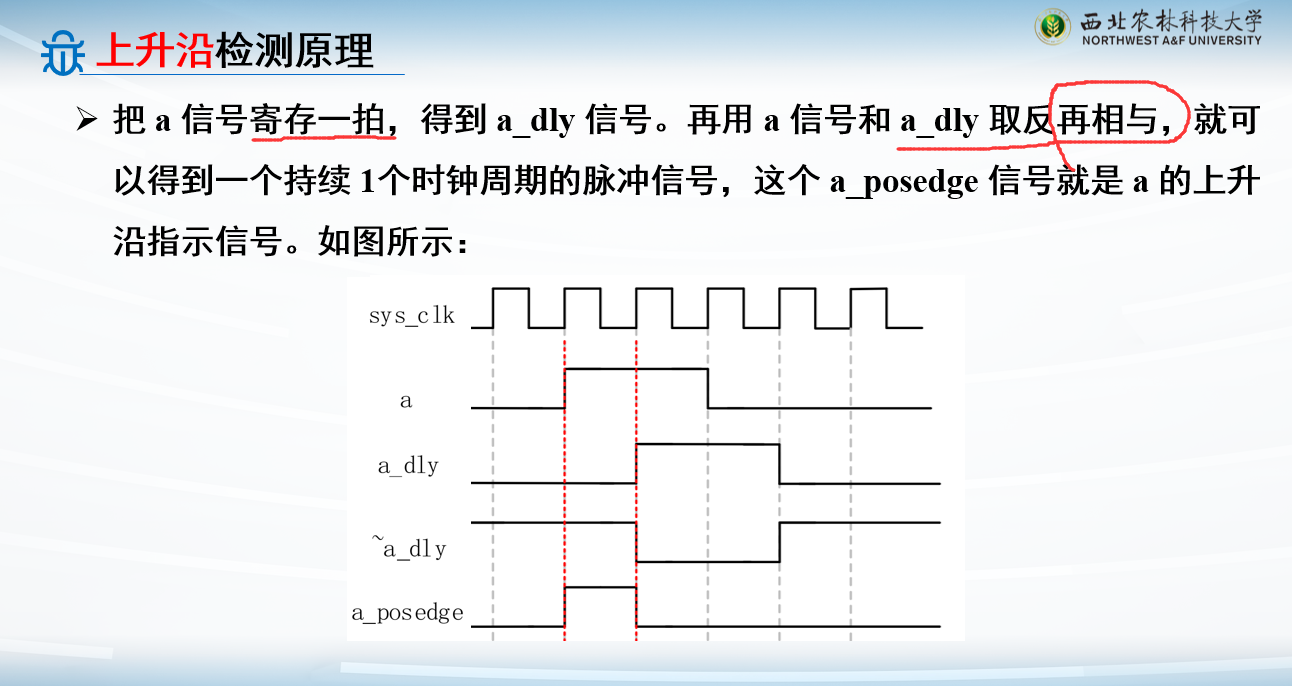 西北农林科技大学
NORTHWEST A&F UNIVERSITY
上升沿检测原理
➢ 把 a 信号寄存一拍，得到 a_dly 信号。再用 a 信号和 a_dly 取反再相与，就可
以得到一个持续 1个时钟周期的脉冲信号，这个 a_posedge 信号就是 a 的上升
沿指示信号。如图所示：
sys_clk
a
a_dly
~a_dly
a_posedge